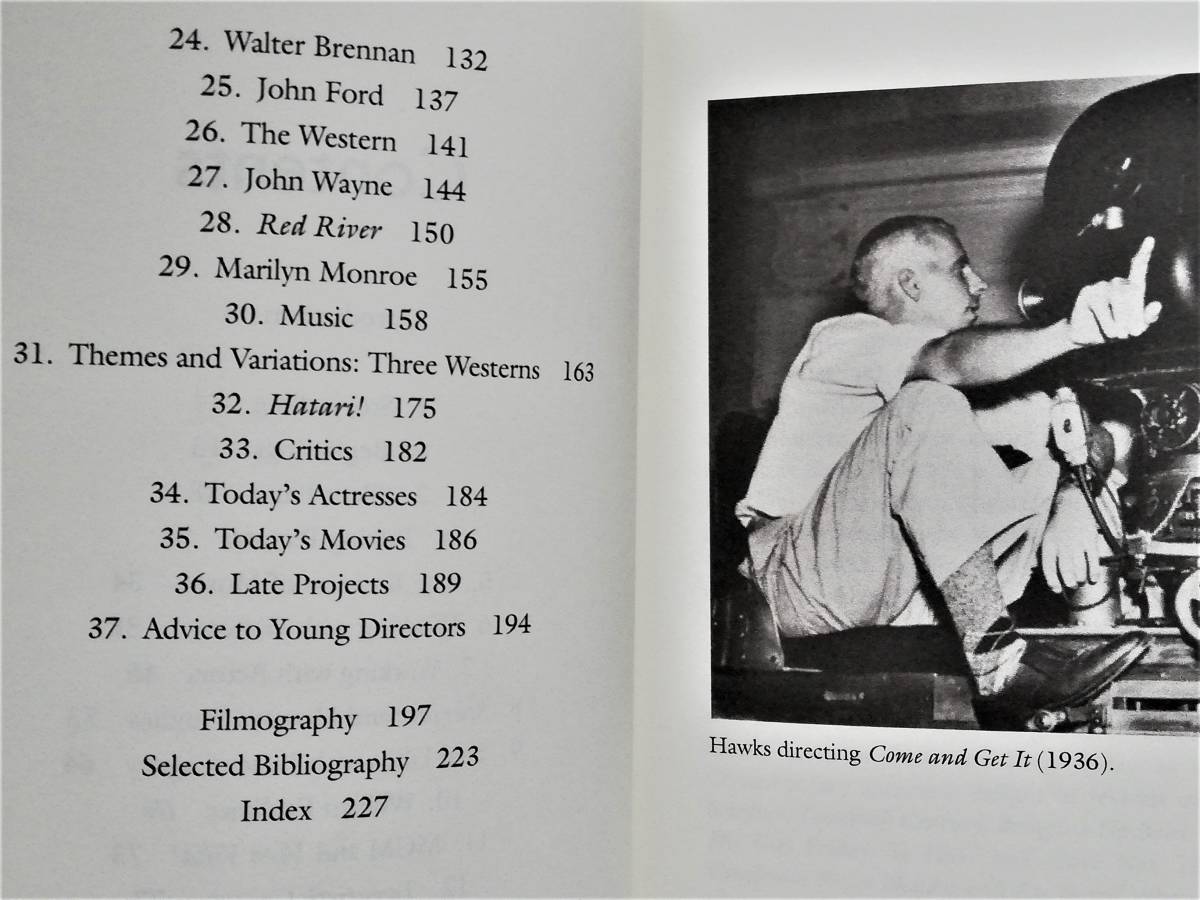 24. Walter Brennan 132
25. John Ford 137
26. The Western 141
27. John Wayne 144
28. Red River 150
29. Marilyn Monroe 155
30. Music 158
31. Themes and Variations: Three Westerns 163
32. Hatari! 175
33. Critics 182
34. Today's Actresses 184
35. Today's Movies 186
36. Late Projects 189
37. Advice to Young Directors 194
Filmography 197
Selected Bibliography 223
Index 227
Hawks directing Come and Get It (1936).